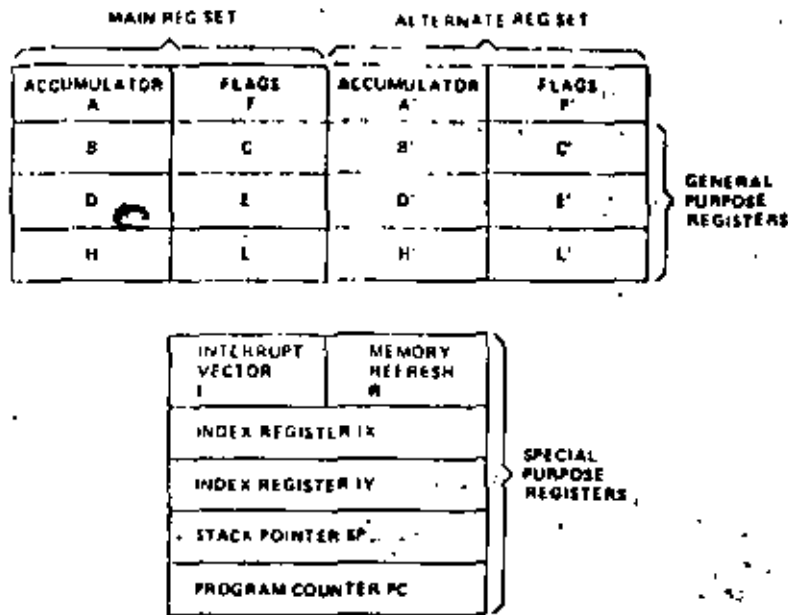 MAIN REG SET ALTERNATE REG SET
ACCUMULATOR FLAGS ACCUMULATOR FLAGS
A F A' F'
B C B' C'
D E D' E'
H L H' L'
GENERAL
PURPOSE
REGISTERS
INTERRUPT MEMORY
VECTOR REFRESH
I R
INDEX REGISTER IX
INDEX REGISTER IY
STACK POINTER SP
PROGRAM COUNTER PC
SPECIAL
PURPOSE
REGISTERS